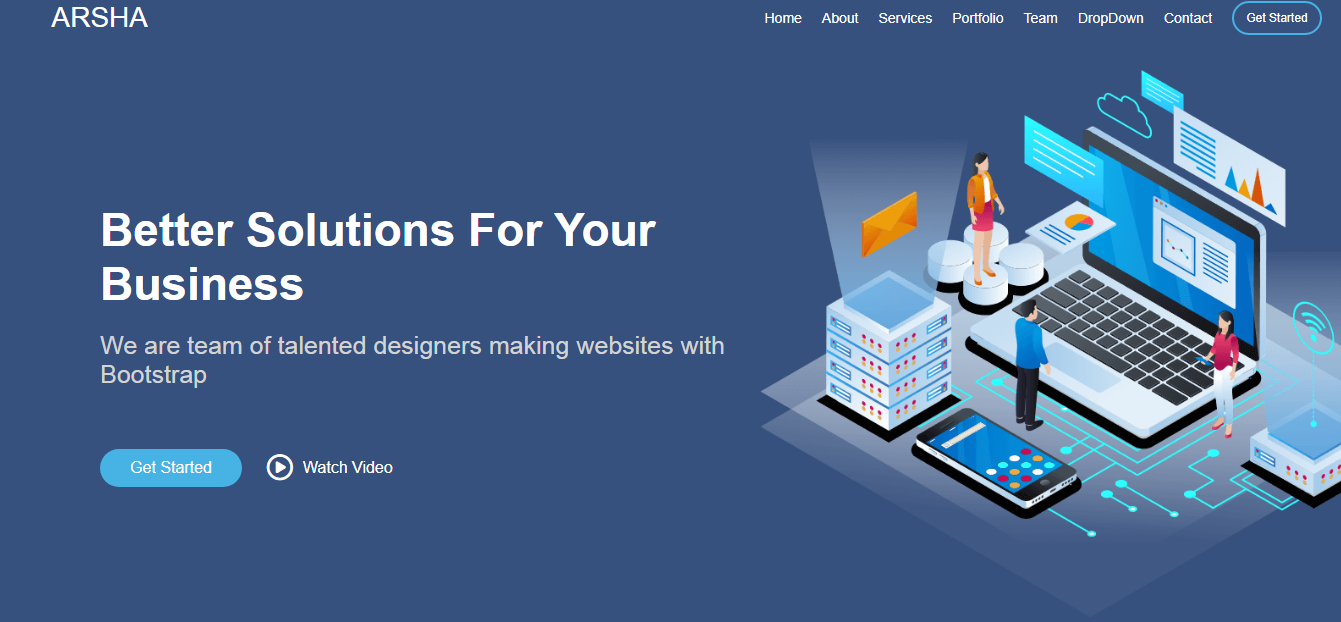 ARSHA
Home About Services Portfolio Team DropDown Contact Get Started
Better Solutions For Your
Business
We are team of talented designers making websites with
Bootstrap
Get Started Watch Video